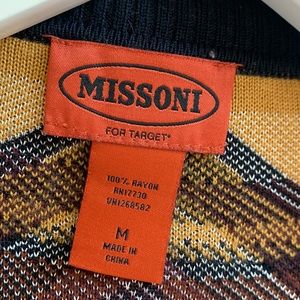 MISSONI
FOR TARGET*
100% RAYON
RN17730
VN1268582
M
MADE IN
CHINA